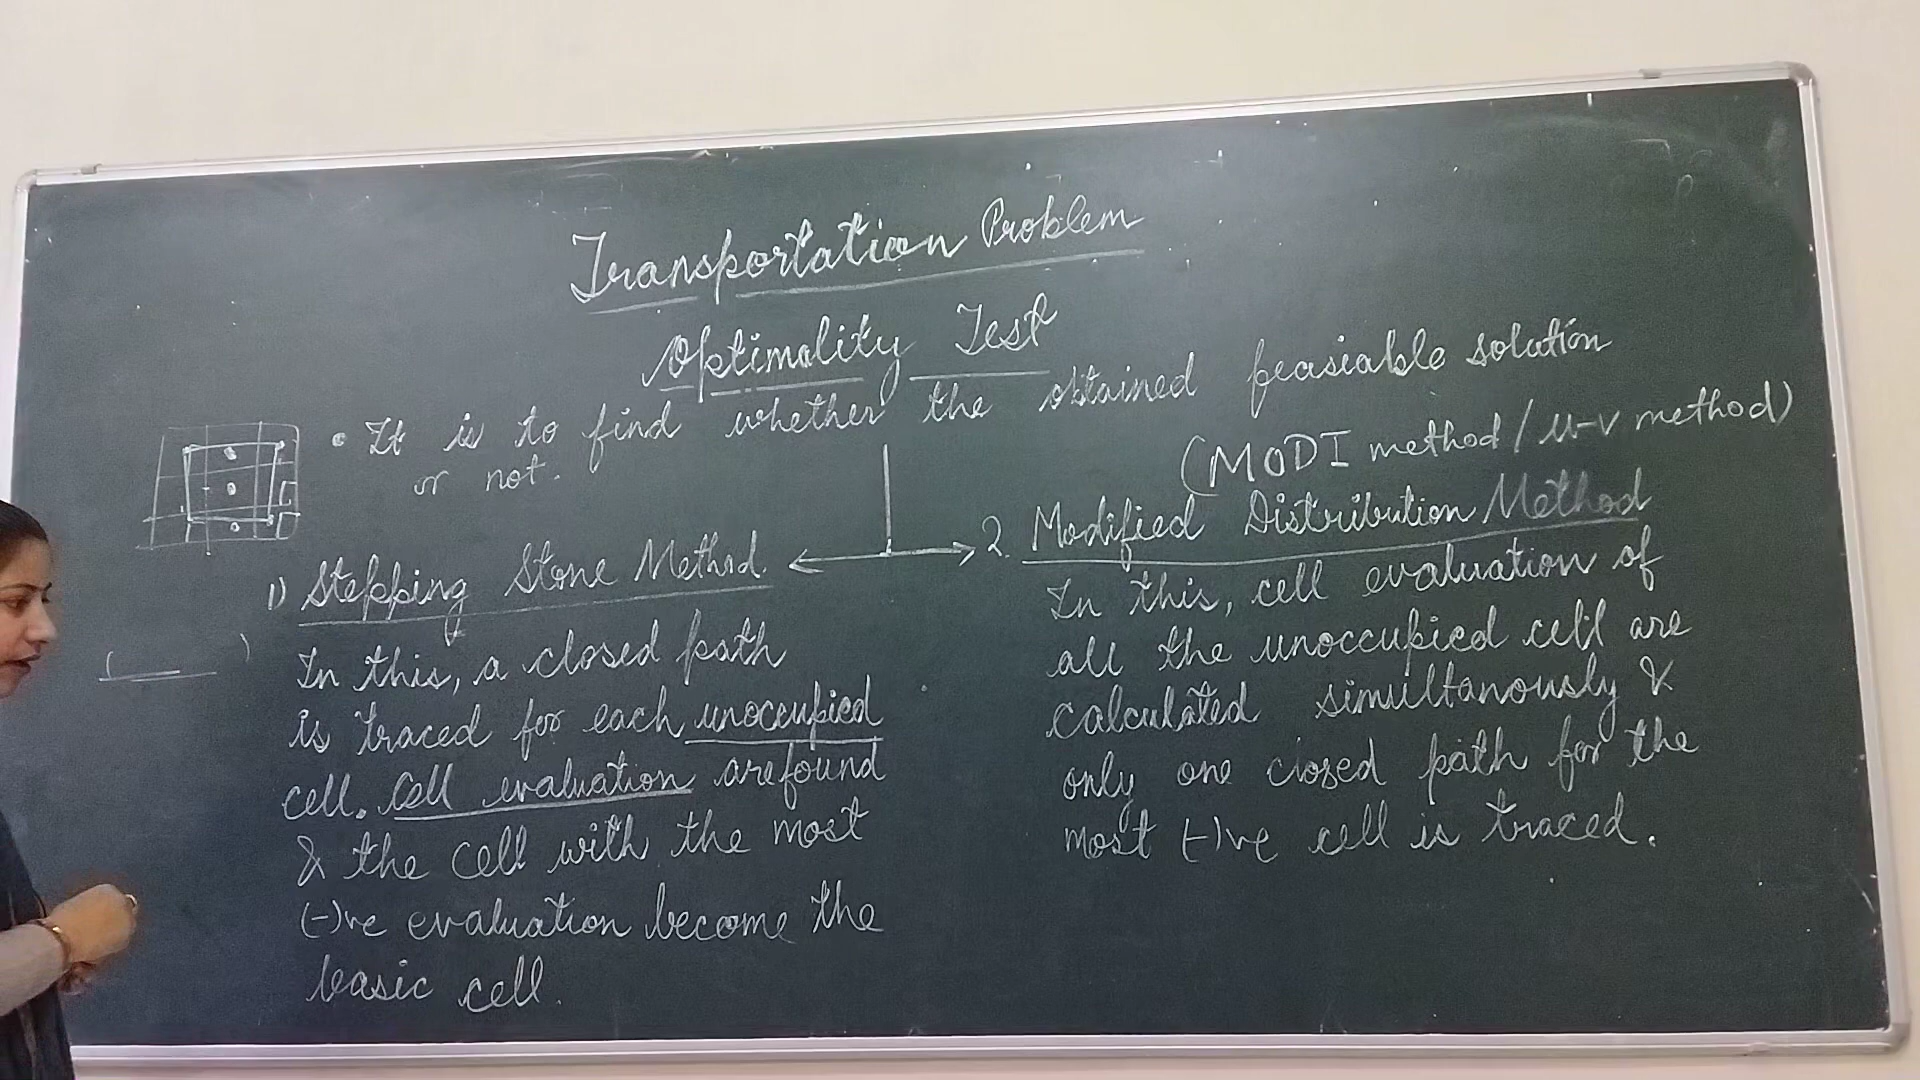 Transportation Problem
Optimality Test
• It is to find whether the obtained feasiable solution
or not.
(MODI method / u-v method)
1) Stepping Stone Method.
In this, a closed path
is traced for each unoccupied
cell. Cell evaluation are found
& the cell with the most
(-)ve evaluation become the
basic cell.
2. Modified Distribution Method
In this, cell evaluation of
all the unoccupied cell are
calculated simultanously &
only one closed path for the
most (-)ve cell is traced.